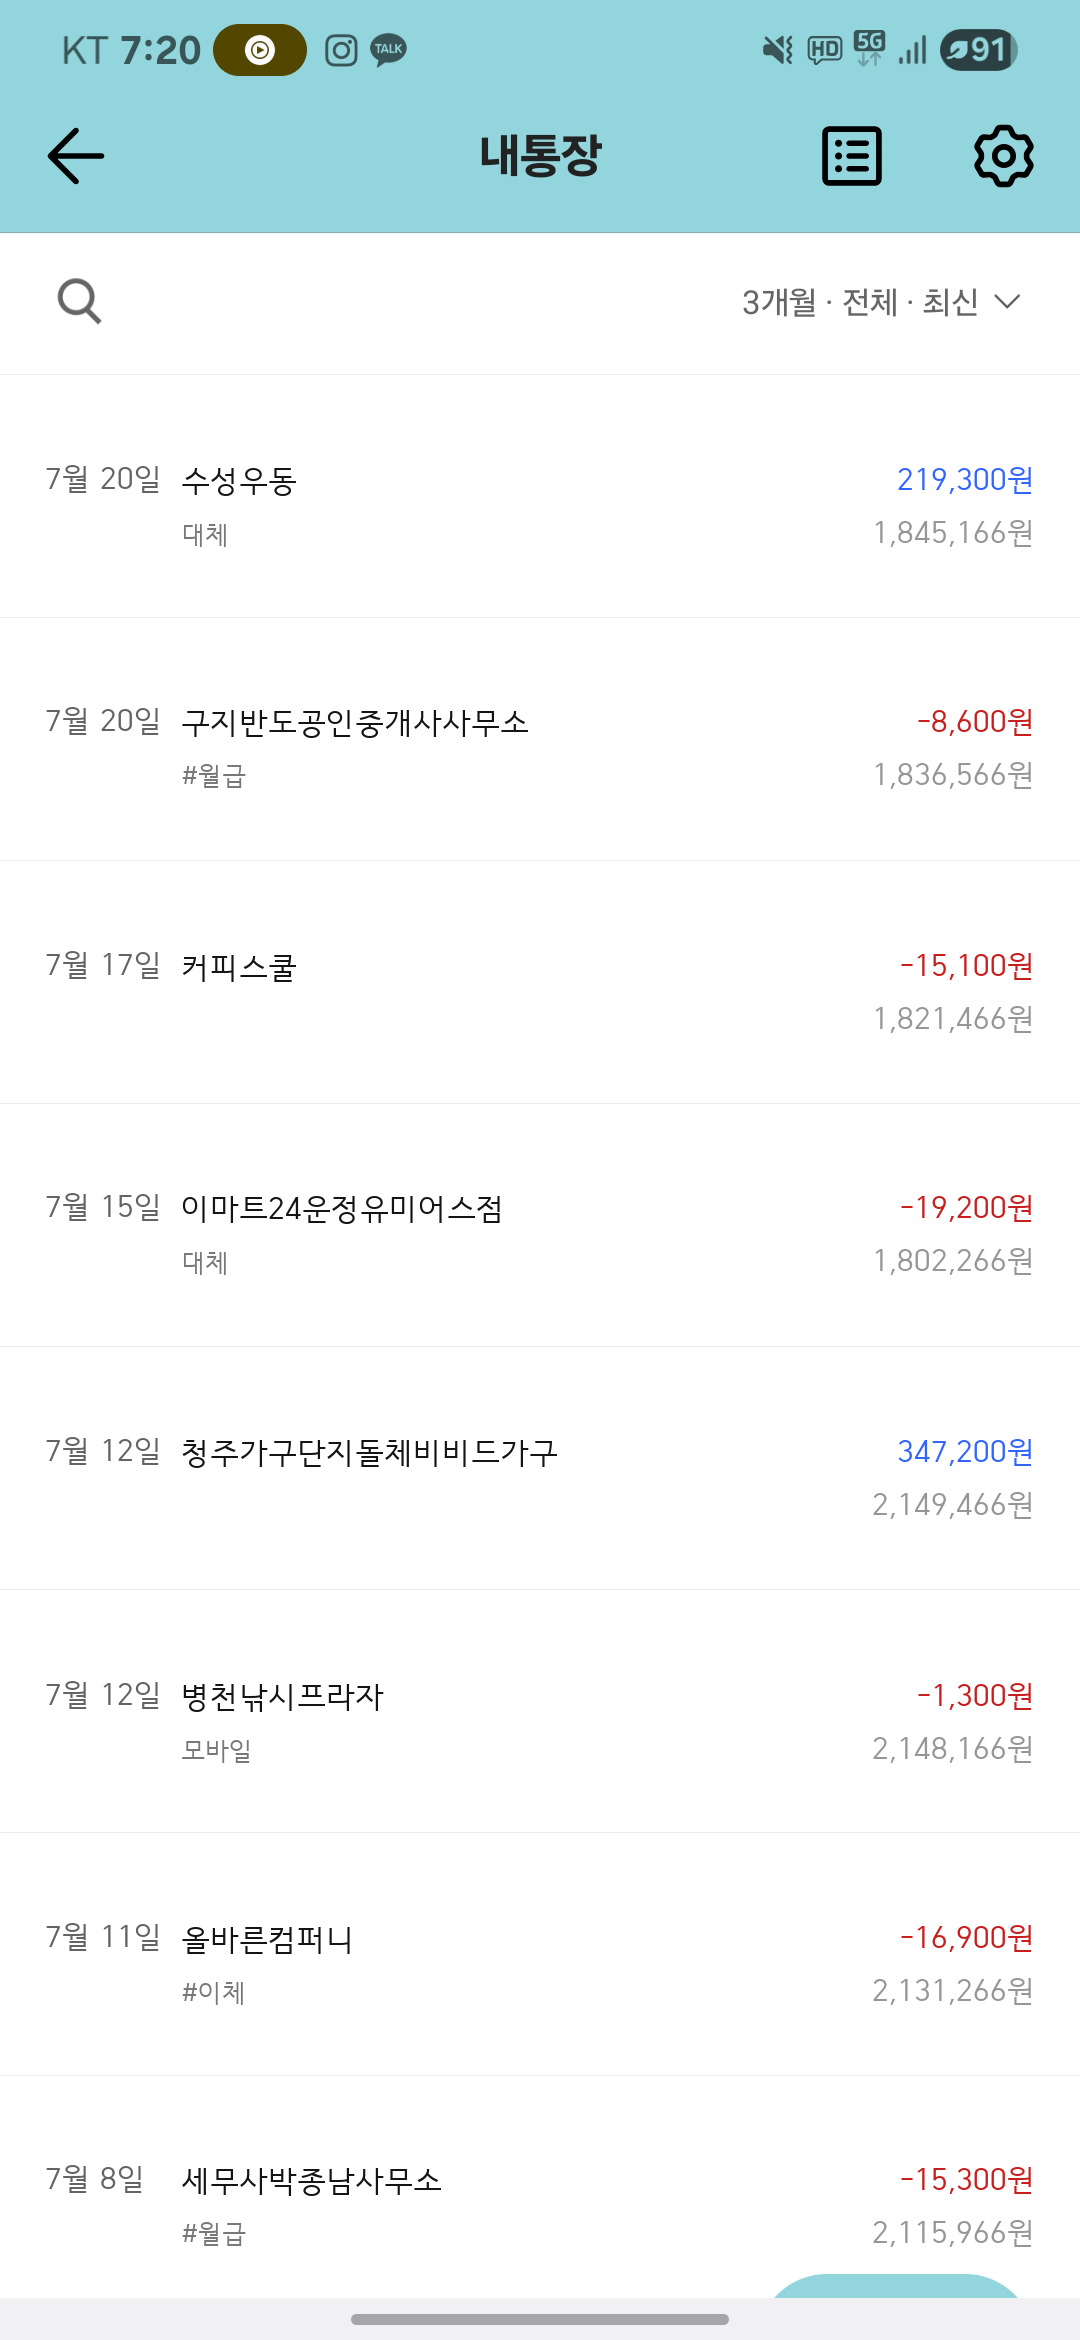 KT 7:20 TALK HD 5G 91
내통장
3개월 · 전체 · 최신
7월 20일 수성우동 219,300원
대체 1,845,166원
7월 20일 구지반도공인중개사사무소 -8,600원
#월급 1,836,566원
7월 17일 커피스쿨 -15,100원
1,821,466원
7월 15일 이마트24운정유미어스점 -19,200원
대체 1,802,266원
7월 12일 청주가구단지돌체비비드가구 347,200원
2,149,466원
7월 12일 병천낚시프라자 -1,300원
모바일 2,148,166원
7월 11일 올바른컴퍼니 -16,900원
#이체 2,131,266원
7월 8일 세무사박종남사무소 -15,300원
#월급 2,115,966원